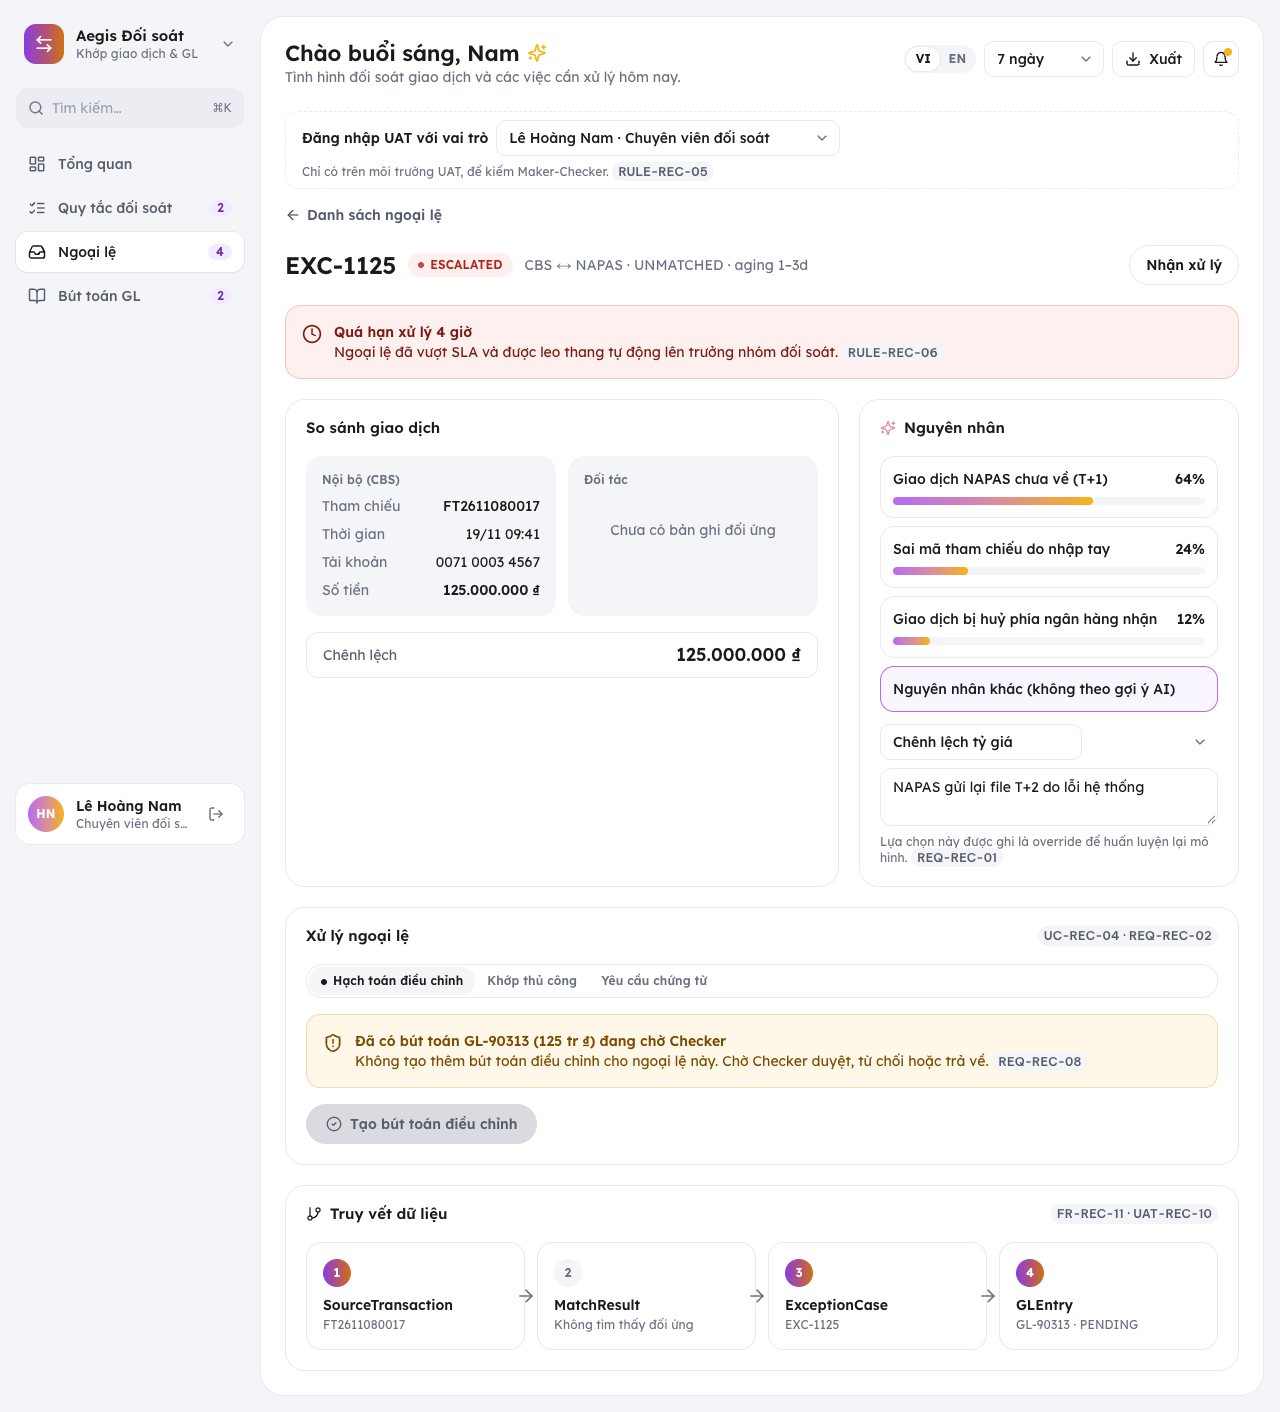 Aegis Đối soát
Khớp giao dịch & GL
Tìm kiếm…
⌘K
Tổng quan
Quy tắc đối soát 2
Ngoại lệ 4
Bút toán GL 2
HN
Lê Hoàng Nam
Chuyên viên đối s…
Chào buổi sáng, Nam
Tình hình đối soát giao dịch và các việc cần xử lý hôm nay.
VI EN
7 ngày
Xuất
Đăng nhập UAT với vai trò
Lê Hoàng Nam · Chuyên viên đối soát
Chỉ có trên môi trường UAT, để kiểm Maker-Checker. RULE-REC-05
Danh sách ngoại lệ
EXC-1125
ESCALATED
CBS ↔ NAPAS · UNMATCHED · aging 1–3d
Nhận xử lý
Quá hạn xử lý 4 giờ
Ngoại lệ đã vượt SLA và được leo thang tự động lên trưởng nhóm đối soát. RULE-REC-06
So sánh giao dịch
Nội bộ (CBS)
Tham chiếu FT2611080017
Thời gian 19/11 09:41
Tài khoản 0071 0003 4567
Số tiền 125.000.000 ₫
Đối tác
Chưa có bản ghi đối ứng
Chênh lệch 125.000.000 ₫
Nguyên nhân
Giao dịch NAPAS chưa về (T+1) 64%
Sai mã tham chiếu do nhập tay 24%
Giao dịch bị huỷ phía ngân hàng nhận 12%
Nguyên nhân khác (không theo gợi ý AI)
Chênh lệch tỷ giá
NAPAS gửi lại file T+2 do lỗi hệ thống
Lựa chọn này được ghi là override để huấn luyện lại mô
hình. REQ-REC-01
Xử lý ngoại lệ
UC-REC-04 · REQ-REC-02
Hạch toán điều chỉnh
Khớp thủ công
Yêu cầu chứng từ
Đã có bút toán GL-90313 (125 tr ₫) đang chờ Checker
Không tạo thêm bút toán điều chỉnh cho ngoại lệ này. Chờ Checker duyệt, từ chối hoặc trả về. REQ-REC-08
Tạo bút toán điều chỉnh
Truy vết dữ liệu
FR-REC-11 · UAT-REC-10
1
SourceTransaction
FT2611080017
2
MatchResult
Không tìm thấy đối ứng
3
ExceptionCase
EXC-1125
4
GLEntry
GL-90313 · PENDING